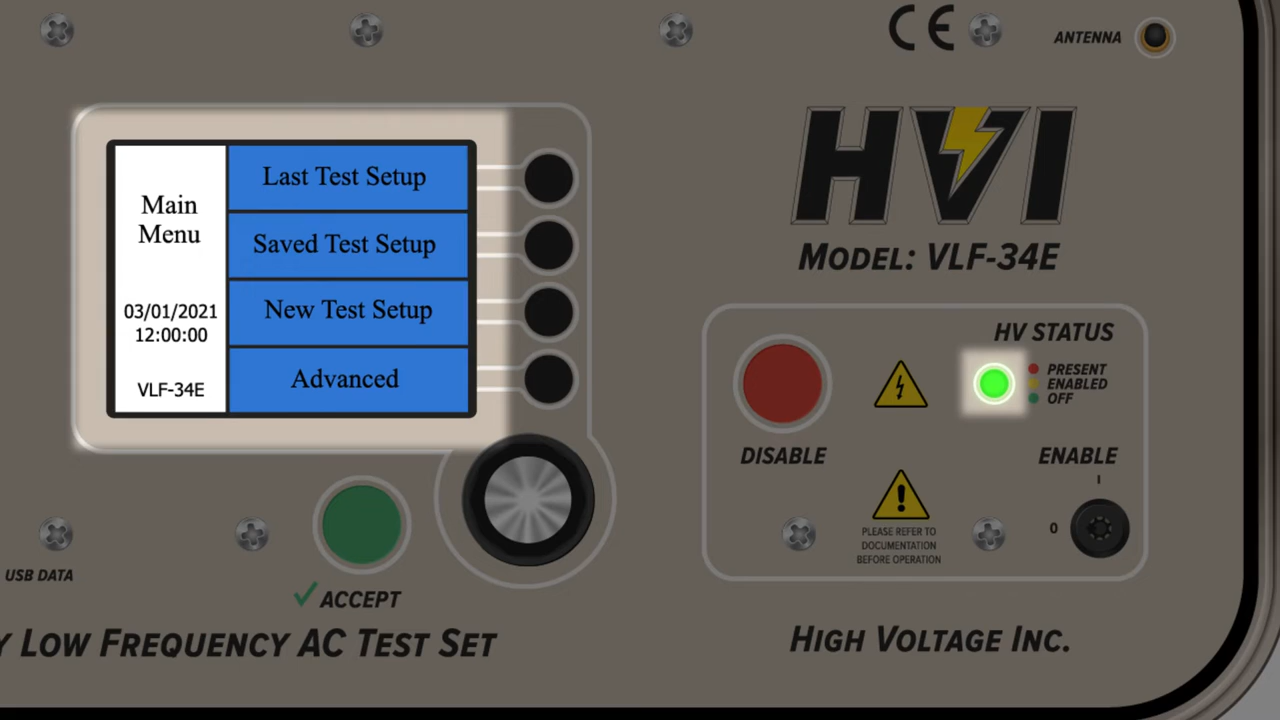 CE
ANTENNA
HVI
MODEL: VLF-34E
Main
Menu
03/01/2021
12:00:00
VLF-34E
Last Test Setup
Saved Test Setup
New Test Setup
Advanced
HV STATUS
PRESENT
ENABLED
OFF
DISABLE
ENABLE
I
0
PLEASE REFER TO
DOCUMENTATION
BEFORE OPERATION
USB DATA
ACCEPT
Y LOW FREQUENCY AC TEST SET
HIGH VOLTAGE INC.